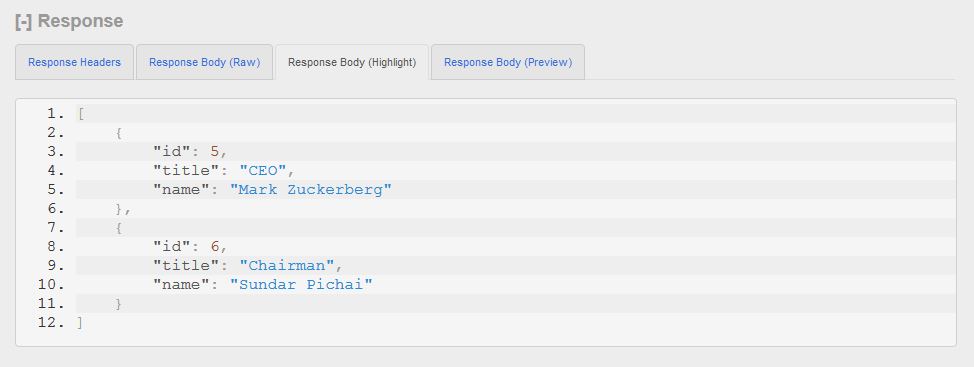 [-] Response
Response Headers Response Body (Raw) Response Body (Highlight) Response Body (Preview)
1. [
2.     {
3.         "id": 5,
4.         "title": "CEO",
5.         "name": "Mark Zuckerberg"
6.     },
7.     {
8.         "id": 6,
9.         "title": "Chairman",
10.         "name": "Sundar Pichai"
11.     }
12. ]